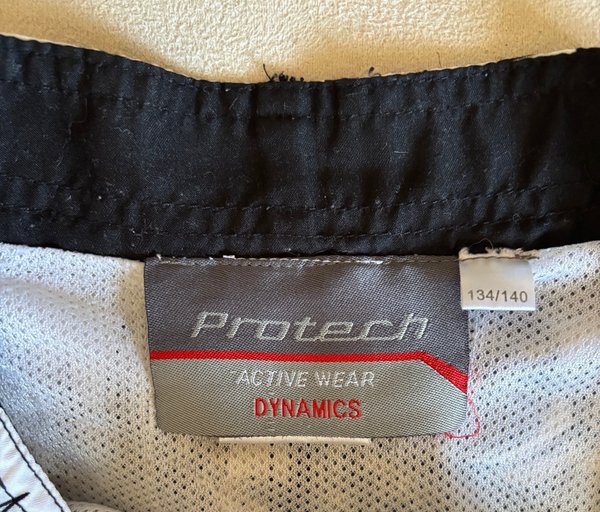 Protech
134/140
ACTIVE WEAR
DYNAMICS